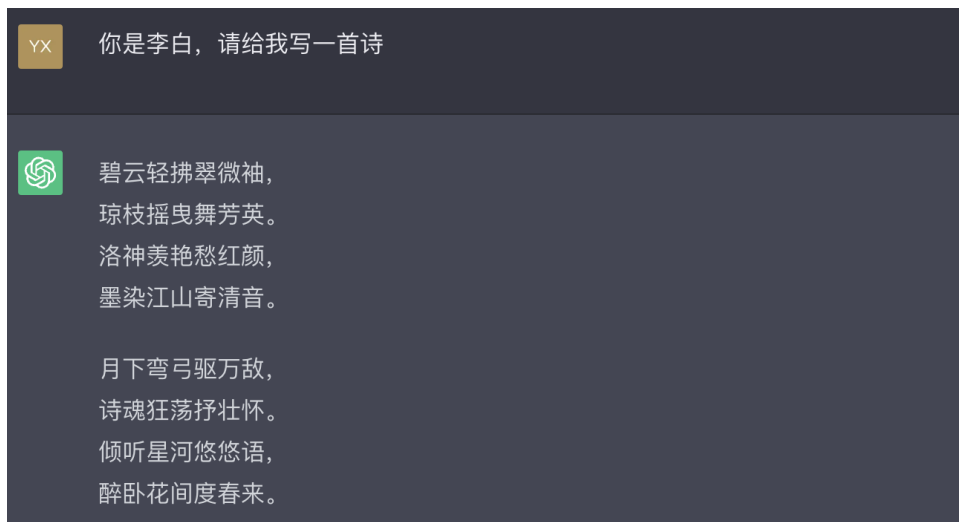 YX
你是李白，请给我写一首诗
碧云轻拂翠微袖，
琼枝摇曳舞芳英。
洛神羡艳愁红颜，
墨染江山寄清音。
月下弯弓驱万敌，
诗魂狂荡抒壮怀。
倾听星河悠悠语，
醉卧花间度春来。